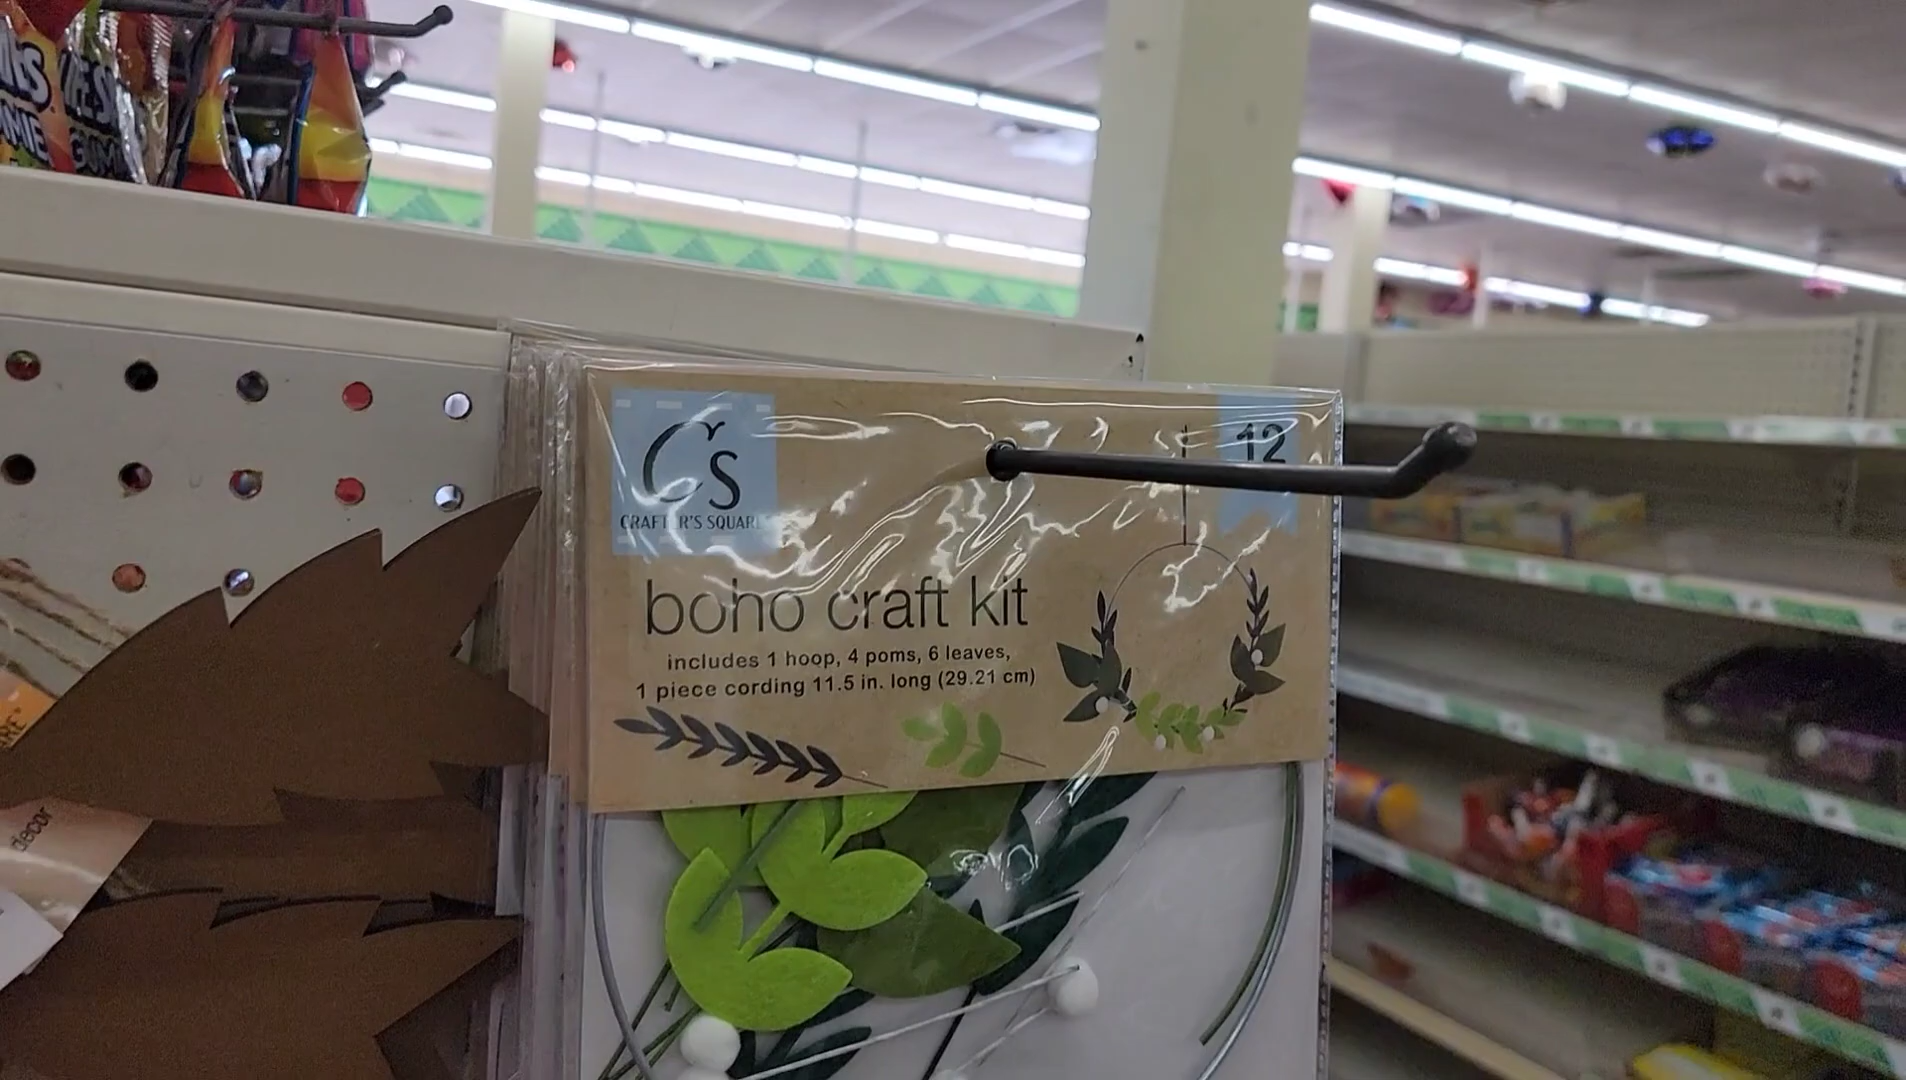 CS
12
CRAFTER'S SQUARE
boho craft kit
includes 1 hoop, 4 poms, 6 leaves,
1 piece cording 11.5 in. long (29.21 cm)
decor